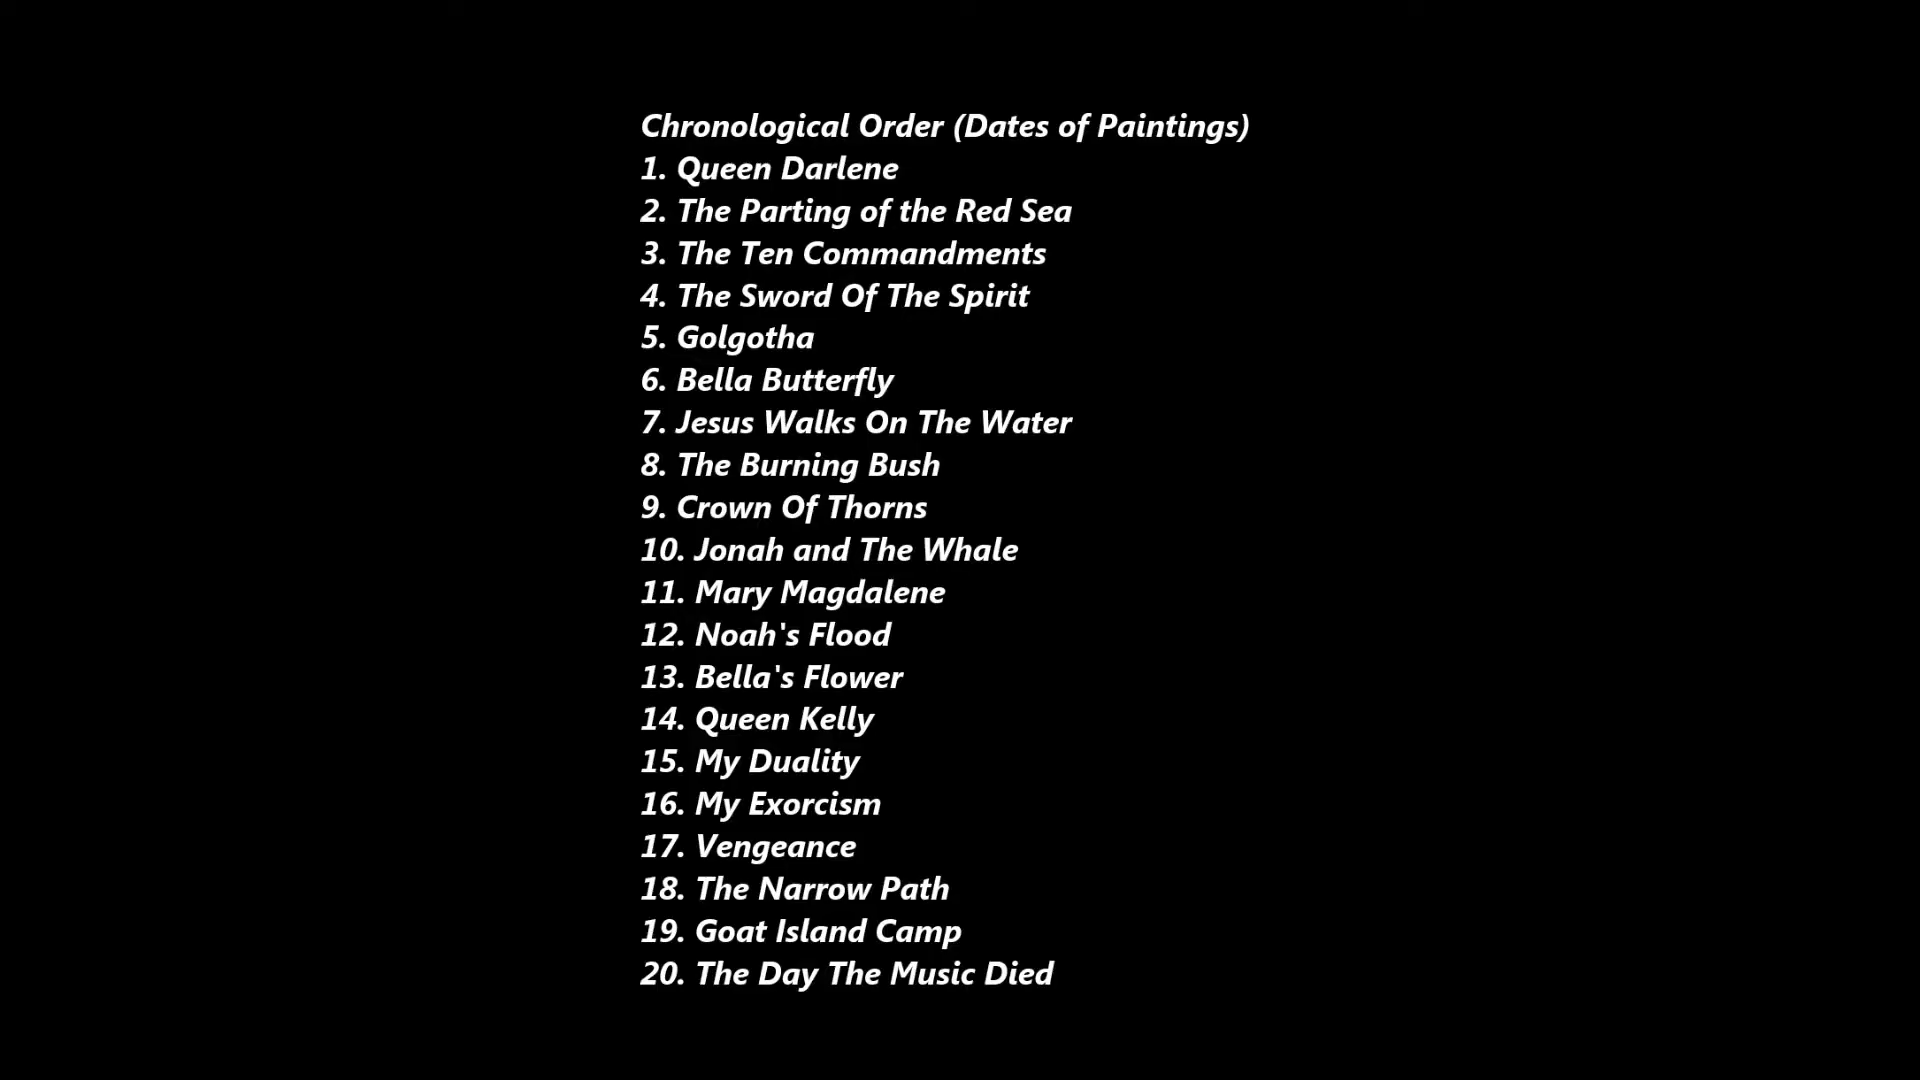 Chronological Order (Dates of Paintings)
1. Queen Darlene
2. The Parting of the Red Sea
3. The Ten Commandments
4. The Sword Of The Spirit
5. Golgotha
6. Bella Butterfly
7. Jesus Walks On The Water
8. The Burning Bush
9. Crown Of Thorns
10. Jonah and The Whale
11. Mary Magdalene
12. Noah's Flood
13. Bella's Flower
14. Queen Kelly
15. My Duality
16. My Exorcism
17. Vengeance
18. The Narrow Path
19. Goat Island Camp
20. The Day The Music Died